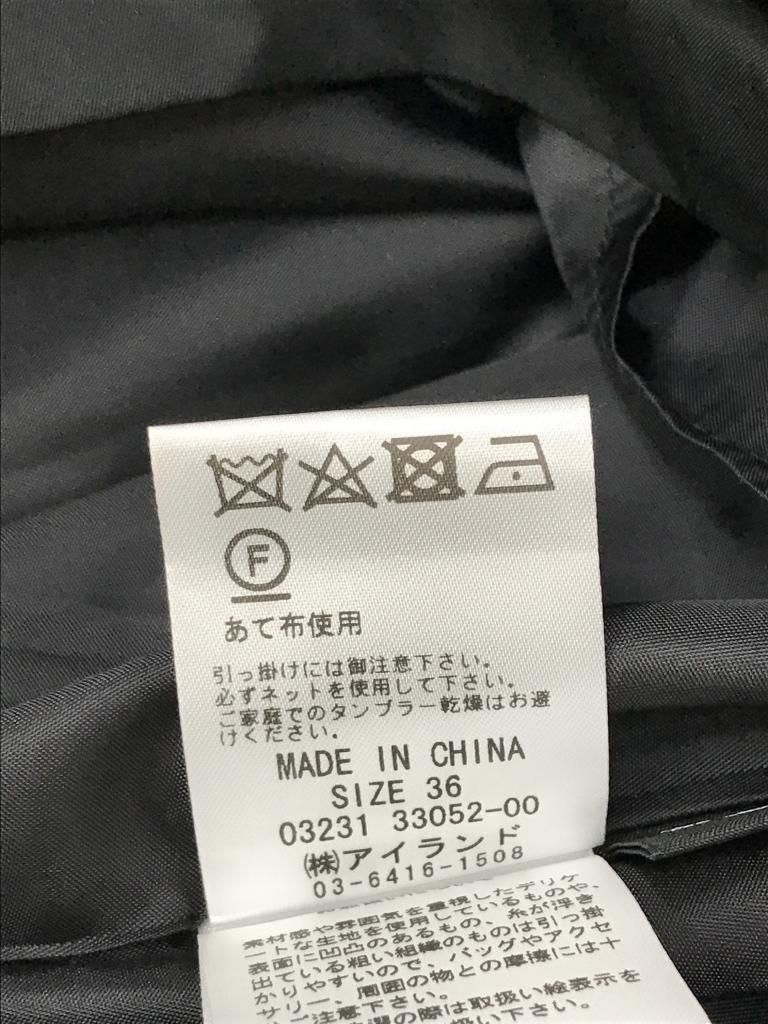 F
あて布使用
引っ掛けには御注意下さい。
必ずネットを使用して下さい。
ご家庭でのタンブラー乾燥はお避
けください。
MADE IN CHINA
SIZE 36
03231 33052-00
㈱アイランド
03-6416-1508
素材感や雰囲気を重視したデリケ
ートな生地を使用しているものや、
表面に凹凸のあるもの、糸が浮き
出ている粗い組織のものは引っ掛
かりやすいので、バッグやアクセ
サリー、周囲の物との摩擦には十
分ご注意下さい。
選の際は取扱い絵表示を
扱い下さい。